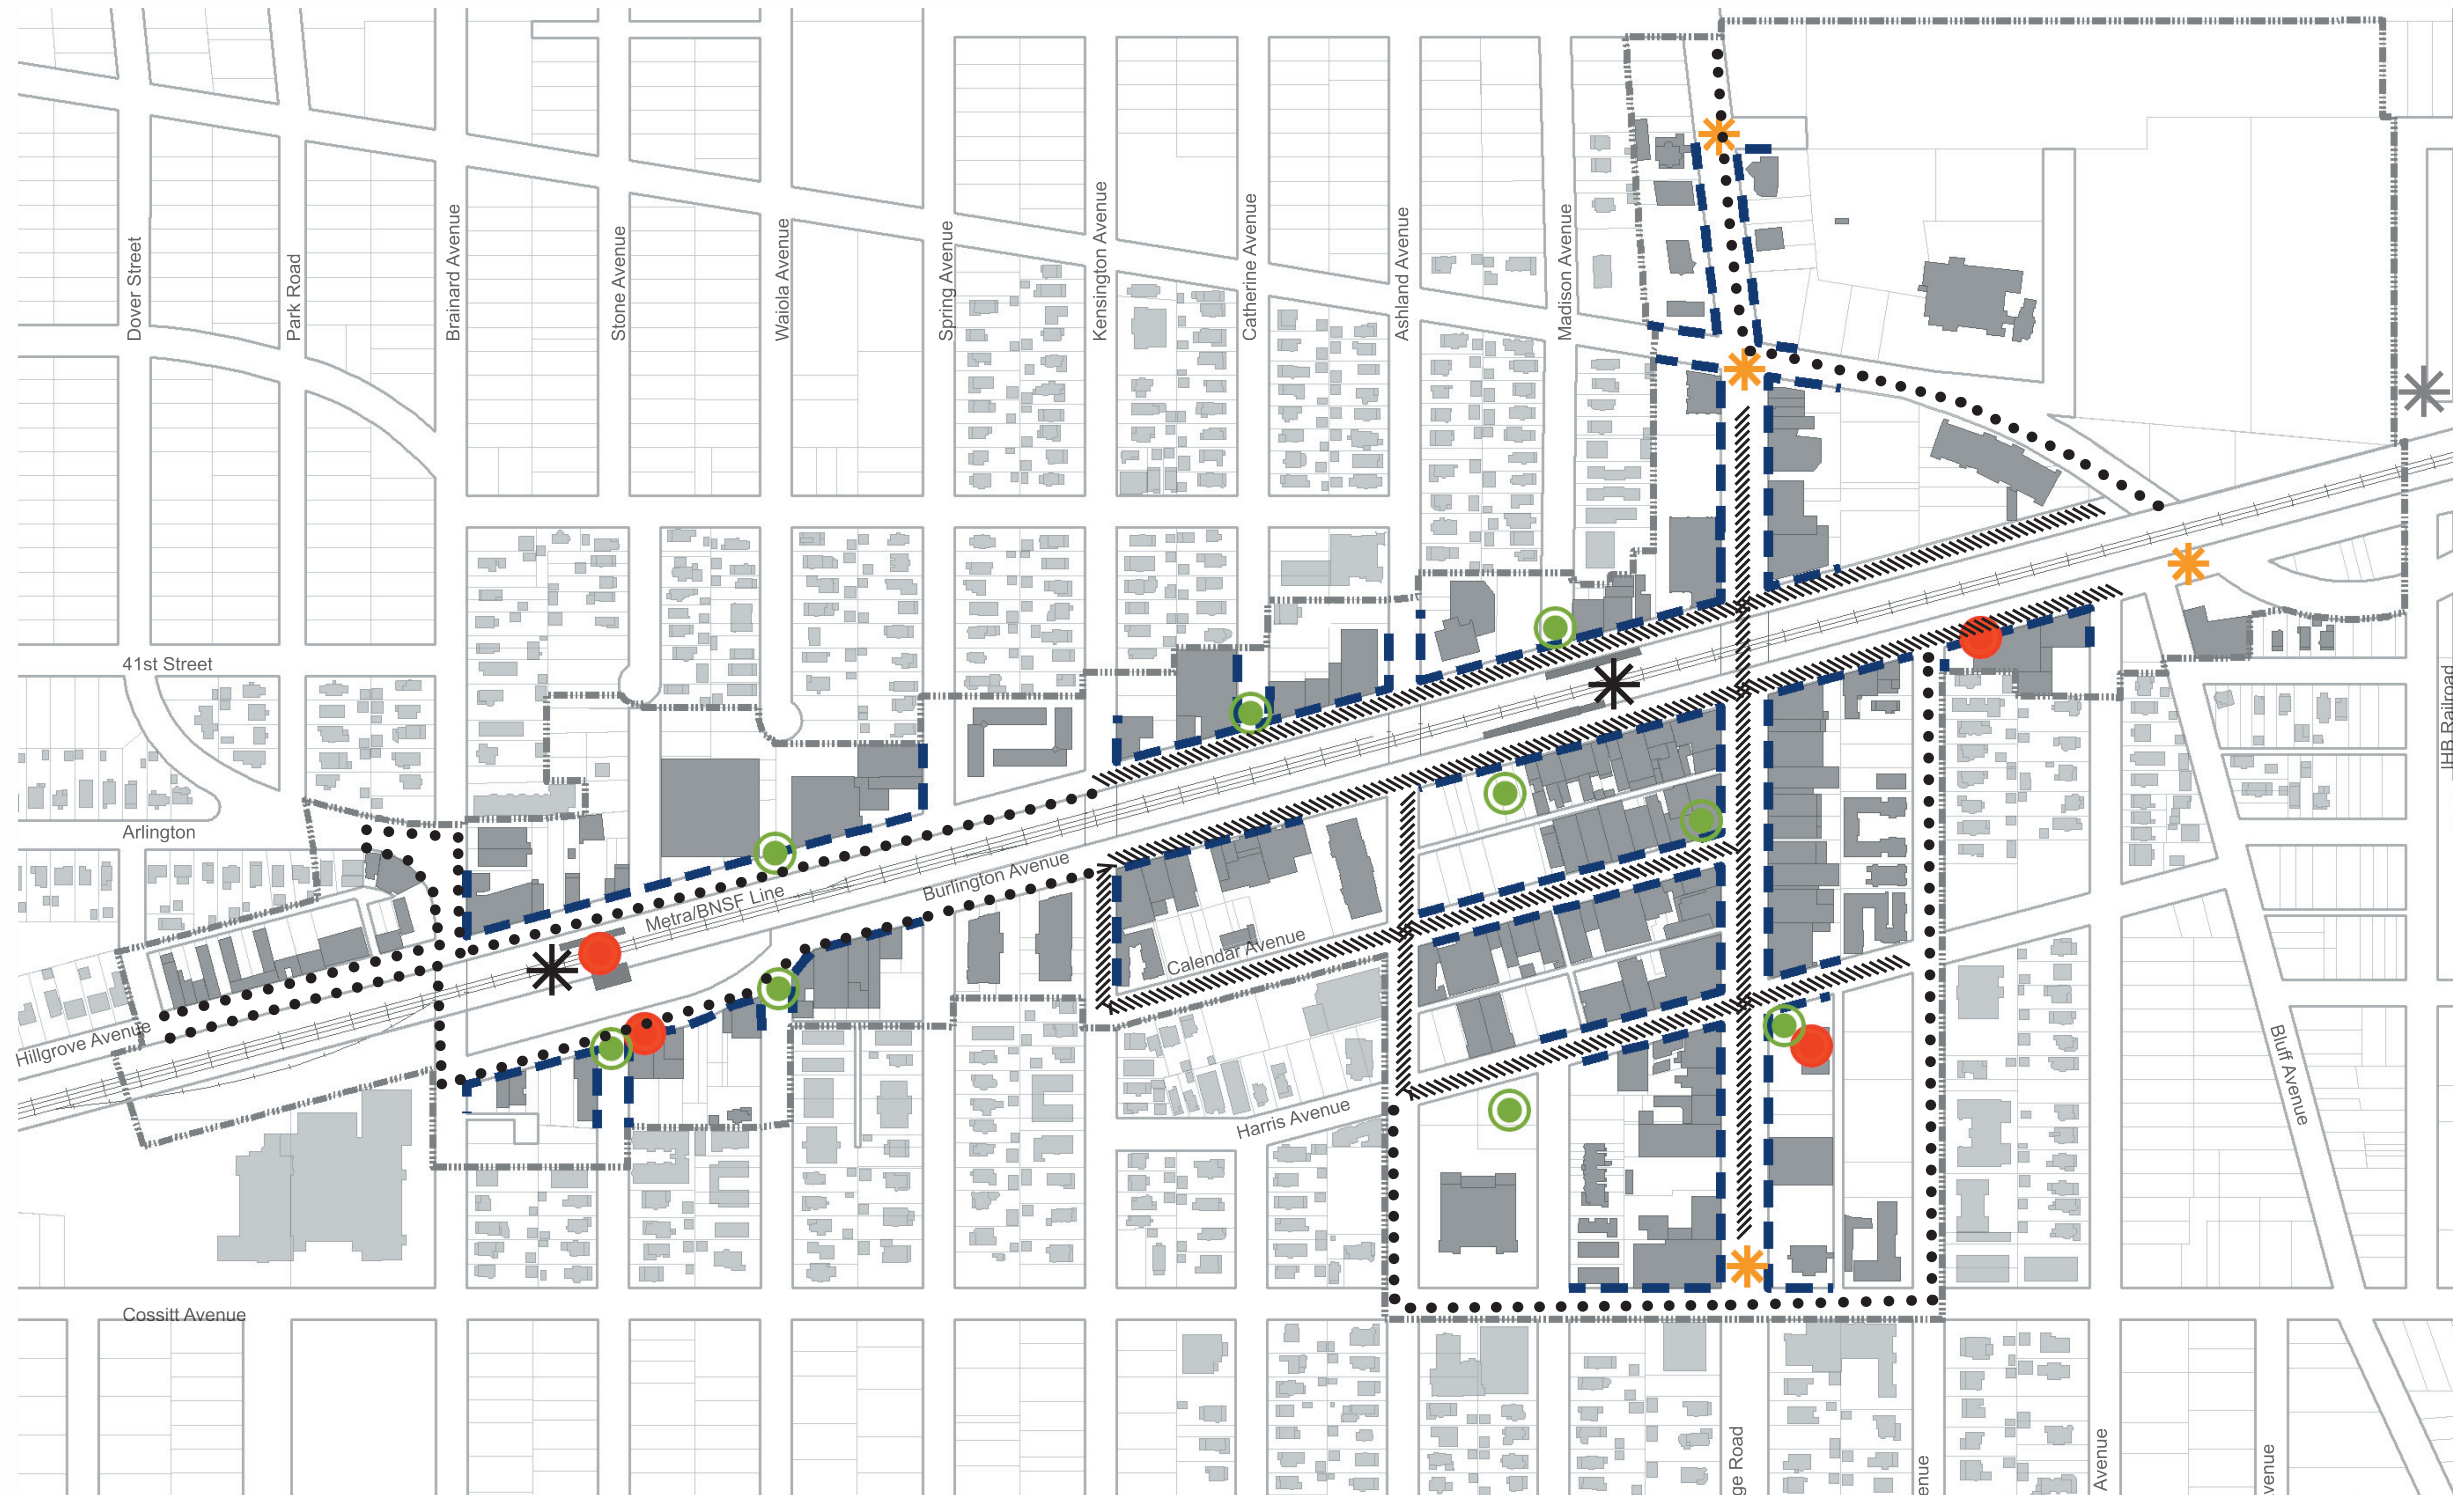 Dover Street
Park Road
Brainard Avenue
Stone Avenue
Waiola Avenue
Spring Avenue
Kensington Avenue
Catherine Avenue
Ashland Avenue
Madison Avenue
41st Street
Arlington
IHB Railroad
Burlington Avenue
Metra/BNSF Line
Calendar Avenue
Hillgrove Avenue
Harris Avenue
Bluff Avenue
Cossitt Avenue
ge Road
enue
Avenue
venue